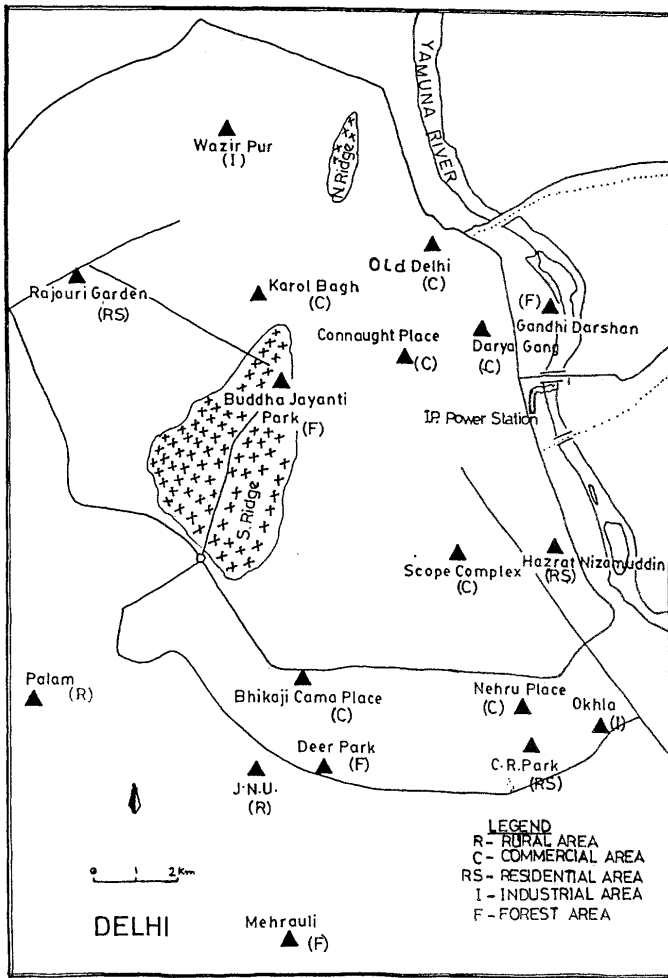 YAMUNA RIVER
Wazir Pur
(I)
N.Ridge
Old Delhi
(C)
Rajouri Garden
(RS)
Karol Bagh
(C)
(F)
Gandhi Darshan
Connaught Place
(C)
Darya Gang
(C)
Buddha Jayanti
Park (F)
I.P. Power Station
S. Ridge
Scope Complex
(C)
Hazrat Nizamuddin
(RS)
Palam
(R)
Bhikaji Cama Place
(C)
Nehru Place
(C)
Okhla
(I)
Deer Park
(F)
C.R.Park
(RS)
J.N.U.
(R)
LEGEND
R - RURAL AREA
C - COMMERCIAL AREA
RS - RESIDENTIAL AREA
I - INDUSTRIAL AREA
F - FOREST AREA
0 1 2 Km
DELHI
Mehrauli
(F)